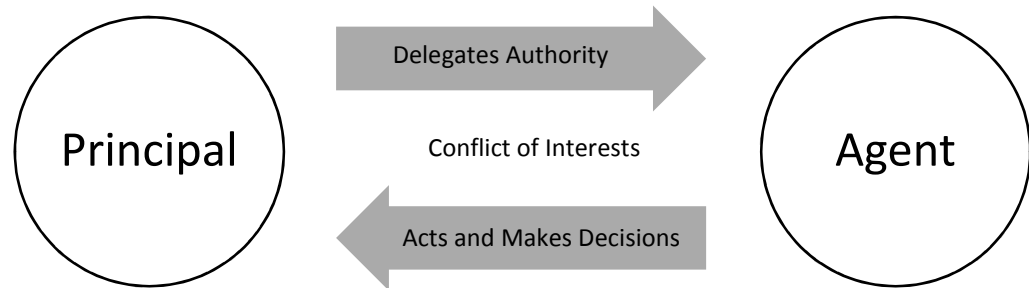 Delegates Authority
Principal
Conflict of Interests
Agent
Acts and Makes Decisions